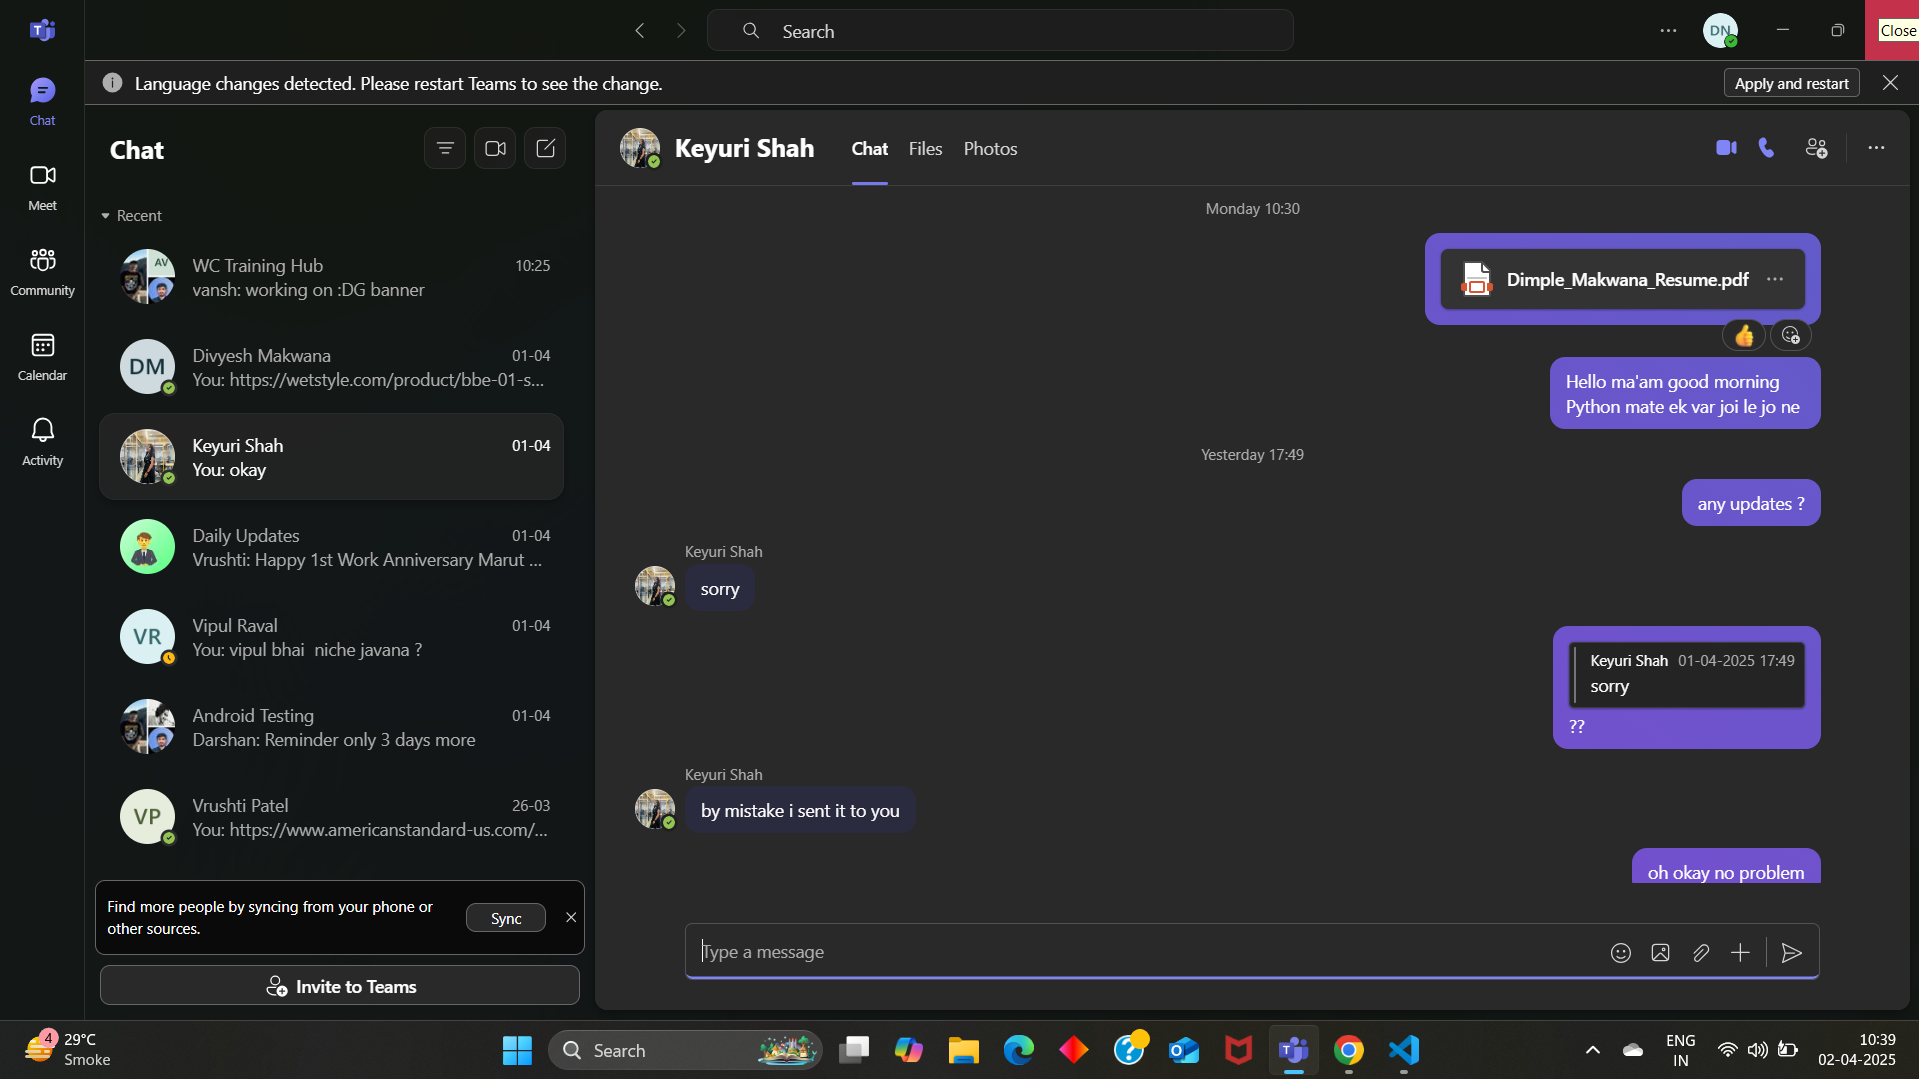 Search
DN
Close
Language changes detected. Please restart Teams to see the change.
Apply and restart
Chat
Meet
Community
Calendar
Activity
Chat
Recent
AV
WC Training Hub 10:25
vansh: working on :DG banner
DM
Divyesh Makwana 01-04
You: https://wetstyle.com/product/bbe-01-s...
Keyuri Shah 01-04
You: okay
Daily Updates 01-04
Vrushti: Happy 1st Work Anniversary Marut ...
VR
Vipul Raval 01-04
You: vipul bhai niche javana ?
Android Testing 01-04
Darshan: Reminder only 3 days more
VP
Vrushti Patel 26-03
You: https://www.americanstandard-us.com/...
Find more people by syncing from your phone or
other sources.
Sync
Invite to Teams
Keyuri Shah
Chat Files Photos
Monday 10:30
Dimple_Makwana_Resume.pdf
Hello ma'am good morning
Python mate ek var joi le jo ne
Yesterday 17:49
any updates ?
Keyuri Shah
sorry
Keyuri Shah 01-04-2025 17:49
sorry
??
Keyuri Shah
by mistake i sent it to you
oh okay no problem
Type a message
4
29°C
Smoke
Search
ENG
IN
10:39
02-04-2025